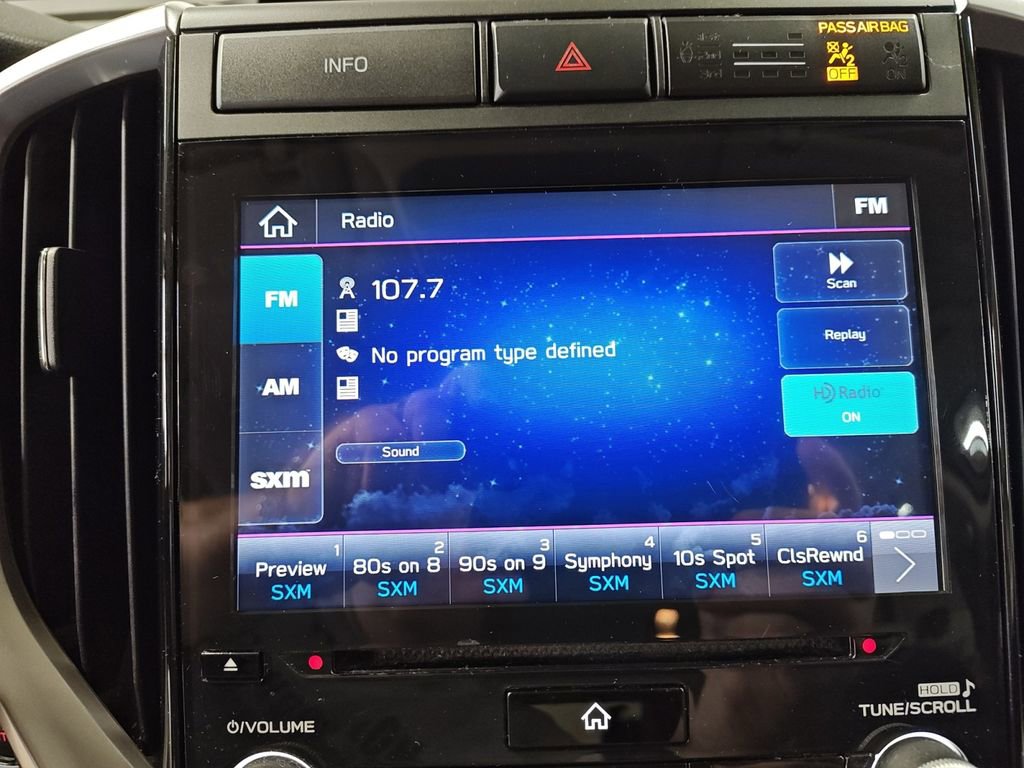 INFO
PASS AIR BAG
2
OFF
2
ON
Radio
FM
FM
107.7
Scan
Replay
No program type defined
AM
HD Radio
ON
Sound
sxm
1
2
3
4
5
6
Preview
80s on 8
90s on 9
Symphony
10s Spot
ClsRewnd
SXM
SXM
SXM
SXM
SXM
SXM
HOLD
/VOLUME
TUNE/SCROLL